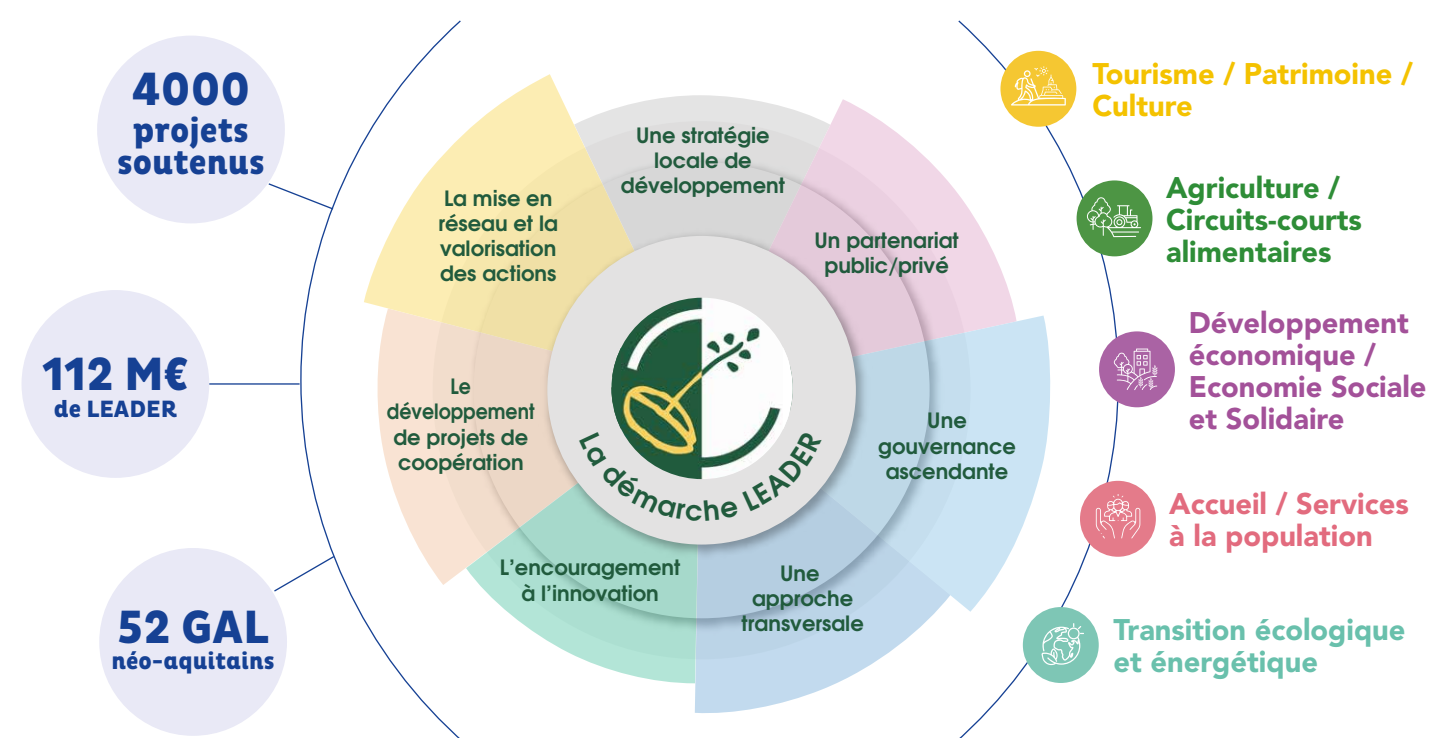 4000
projets
soutenus
112 M€
de LEADER
52 GAL
néo-aquitains
Une stratégie
locale de
développement
Un partenariat
public/privé
Une
gouvernance
ascendante
Une
approche
transversale
L'encouragement
à l'innovation
Le
développement
de projets de
coopération
La mise en
réseau et la
valorisation
des actions
La démarche LEADER
Tourisme / Patrimoine /
Culture
Agriculture /
Circuits-courts
alimentaires
Développement
économique /
Economie Sociale
et Solidaire
Accueil / Services
à la population
Transition écologique
et énergétique